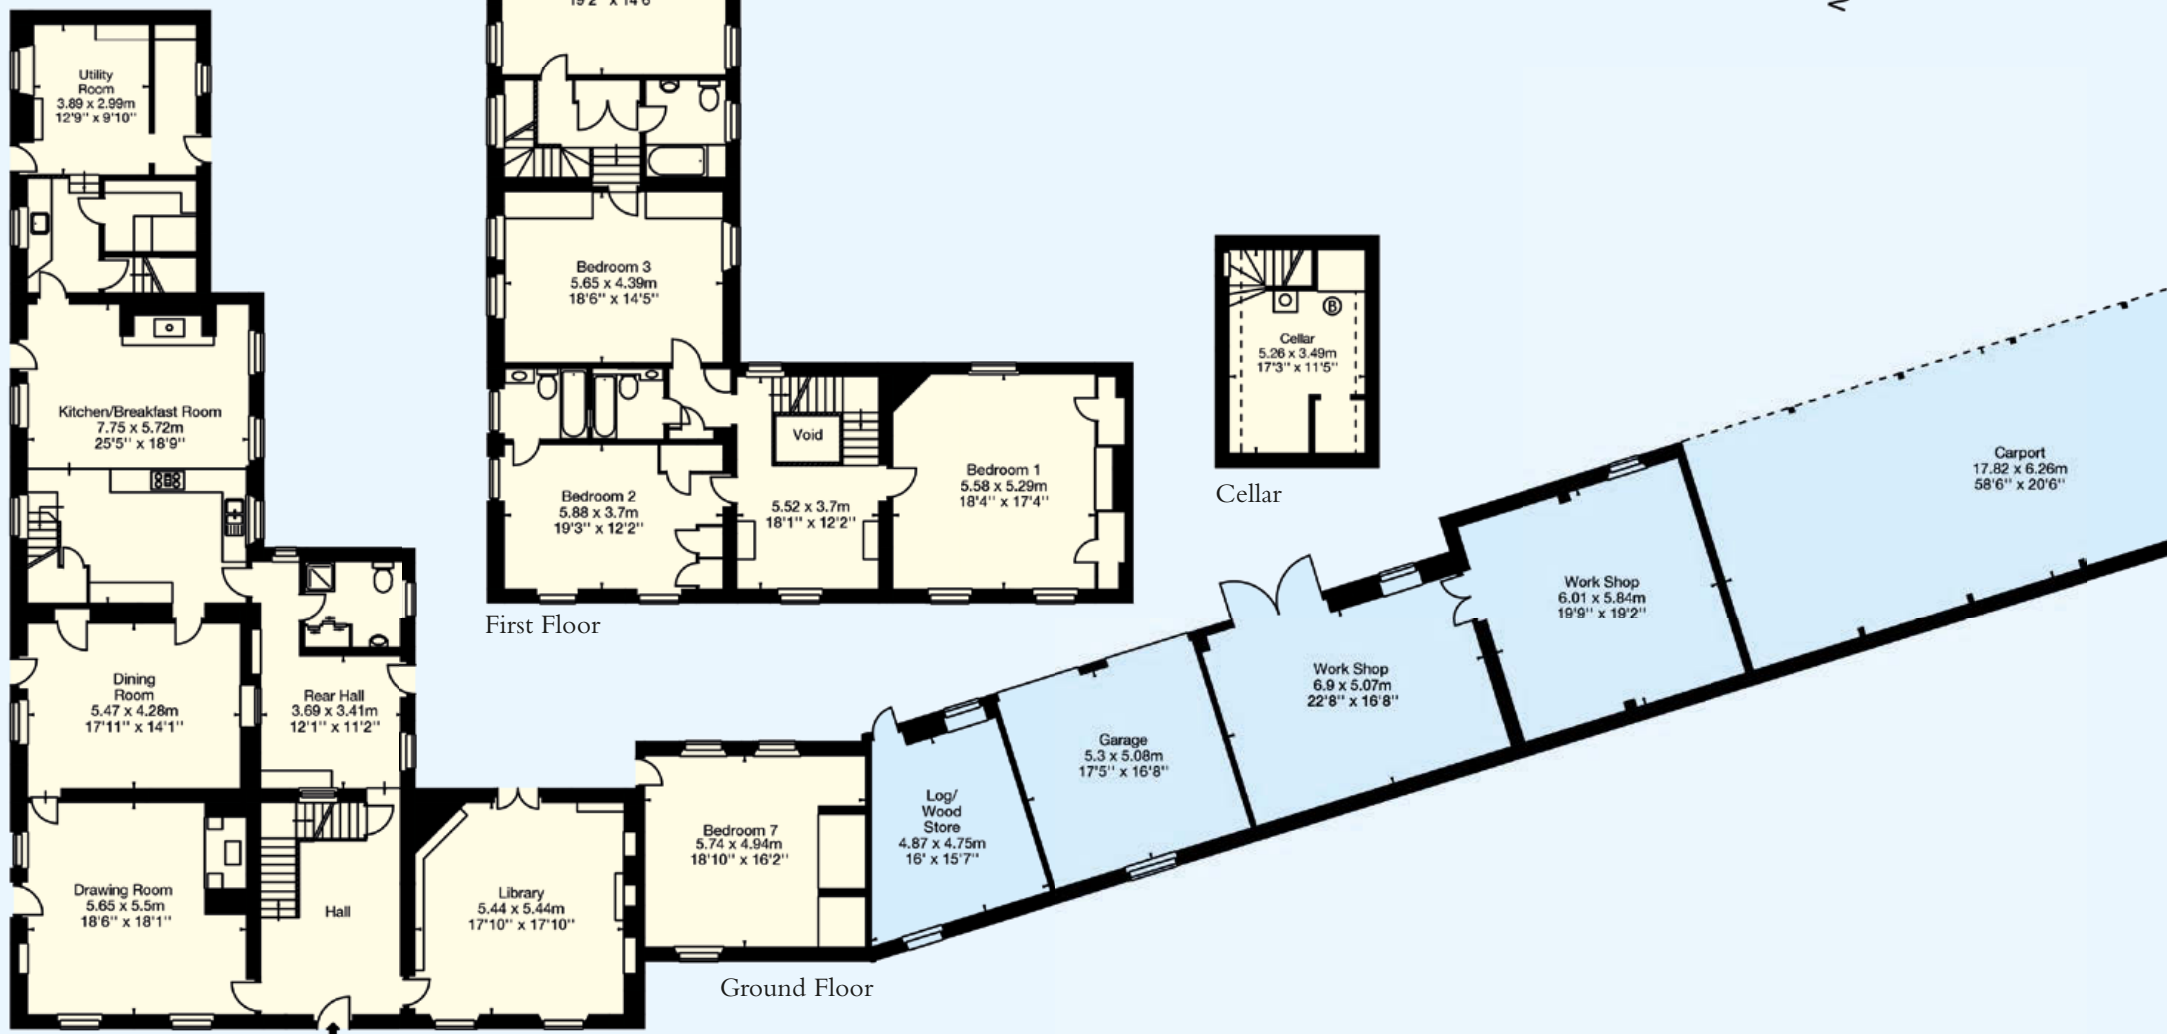 19'2" x 14'6"
Utility
Room
3.89 x 2.99m
12'9" x 9'10"
Bedroom 3
5.65 x 4.39m
18'6" x 14'5"
Cellar
5.26 x 3.49m
17'3" x 11'5"
B
Cellar
Kitchen/Breakfast Room
7.75 x 5.72m
25'5" x 18'9"
Void
Bedroom 2
5.88 x 3.7m
19'3" x 12'2"
5.52 x 3.7m
18'1" x 12'2"
Bedroom 1
5.58 x 5.29m
18'4" x 17'4"
First Floor
Carport
17.82 x 6.26m
58'6" x 20'6"
Work Shop
6.01 x 5.84m
19'9" x 19'2"
Work Shop
6.9 x 5.07m
22'8" x 16'8"
Garage
5.3 x 5.08m
17'5" x 16'8"
Log/
Wood
Store
4.87 x 4.75m
16' x 15'7"
Dining
Room
5.47 x 4.28m
17'11" x 14'1"
Rear Hall
3.69 x 3.41m
12'1" x 11'2"
Drawing Room
5.65 x 5.5m
18'6" x 18'1"
Hall
Library
5.44 x 5.44m
17'10" x 17'10"
Bedroom 7
5.74 x 4.94m
18'10" x 16'2"
Ground Floor